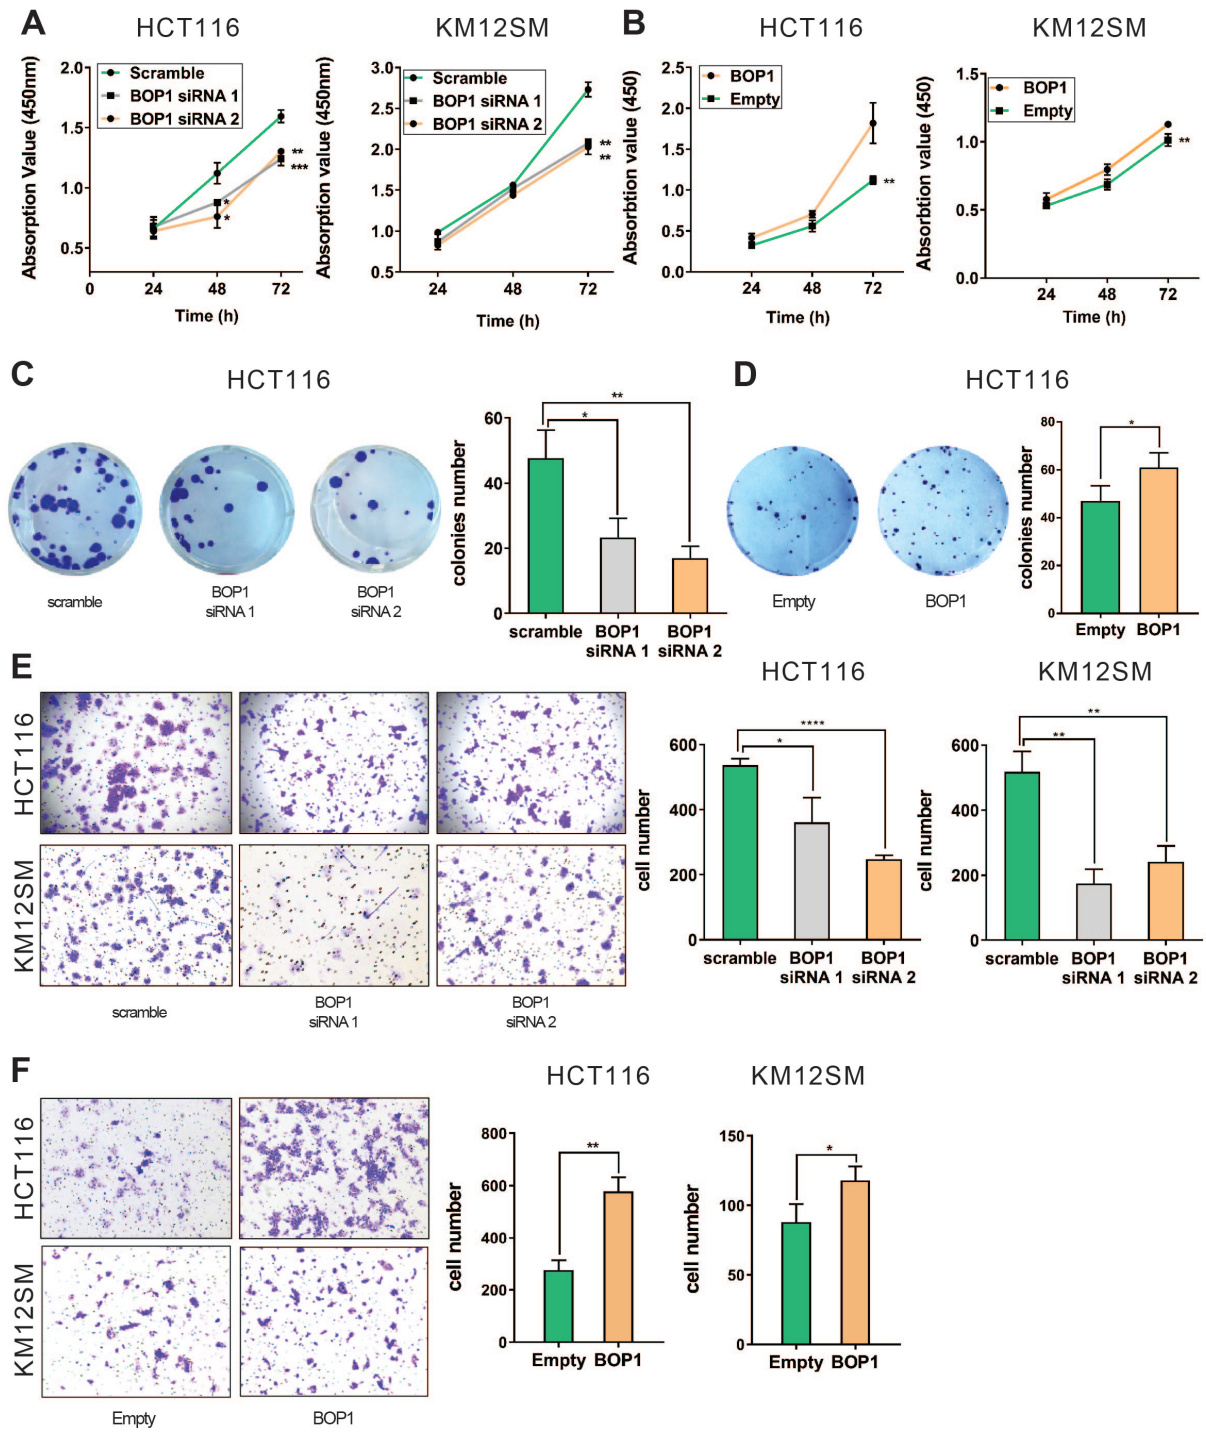 A
HCT116
KM12SM
Absorption Value (450nm)
2.0
1.5
1.0
0.5
0
24
48
72
Time (h)
Scramble
BOP1 siRNA 1
BOP1 siRNA 2
*
*
**
***
Absorption Value (450nm)
3.0
2.5
2.0
1.5
1.0
0.5
24
48
72
Time (h)
Scramble
BOP1 siRNA 1
BOP1 siRNA 2
**
**
B
HCT116
KM12SM
Absorbtion value (450)
2.5
2.0
1.5
1.0
0.5
0.0
24
48
72
Time (h)
BOP1
Empty
**
Absorbtion value (450)
1.5
1.0
0.5
0.0
24
48
72
Time (h)
BOP1
Empty
**
C
HCT116
scramble
BOP1
siRNA 1
BOP1
siRNA 2
colonies number
60
40
20
0
*
**
scramble
BOP1
siRNA 1
BOP1
siRNA 2
D
HCT116
Empty
BOP1
colonies number
80
60
40
20
0
*
Empty
BOP1
E
HCT116
KM12SM
scramble
BOP1
siRNA 1
BOP1
siRNA 2
HCT116
cell number
600
400
200
0
****
*
scramble
BOP1
siRNA 1
BOP1
siRNA 2
KM12SM
cell number
600
400
200
0
**
**
scramble
BOP1
siRNA 1
BOP1
siRNA 2
F
HCT116
KM12SM
Empty
BOP1
HCT116
cell number
800
600
400
200
0
**
Empty
BOP1
KM12SM
cell number
150
100
50
0
*
Empty
BOP1